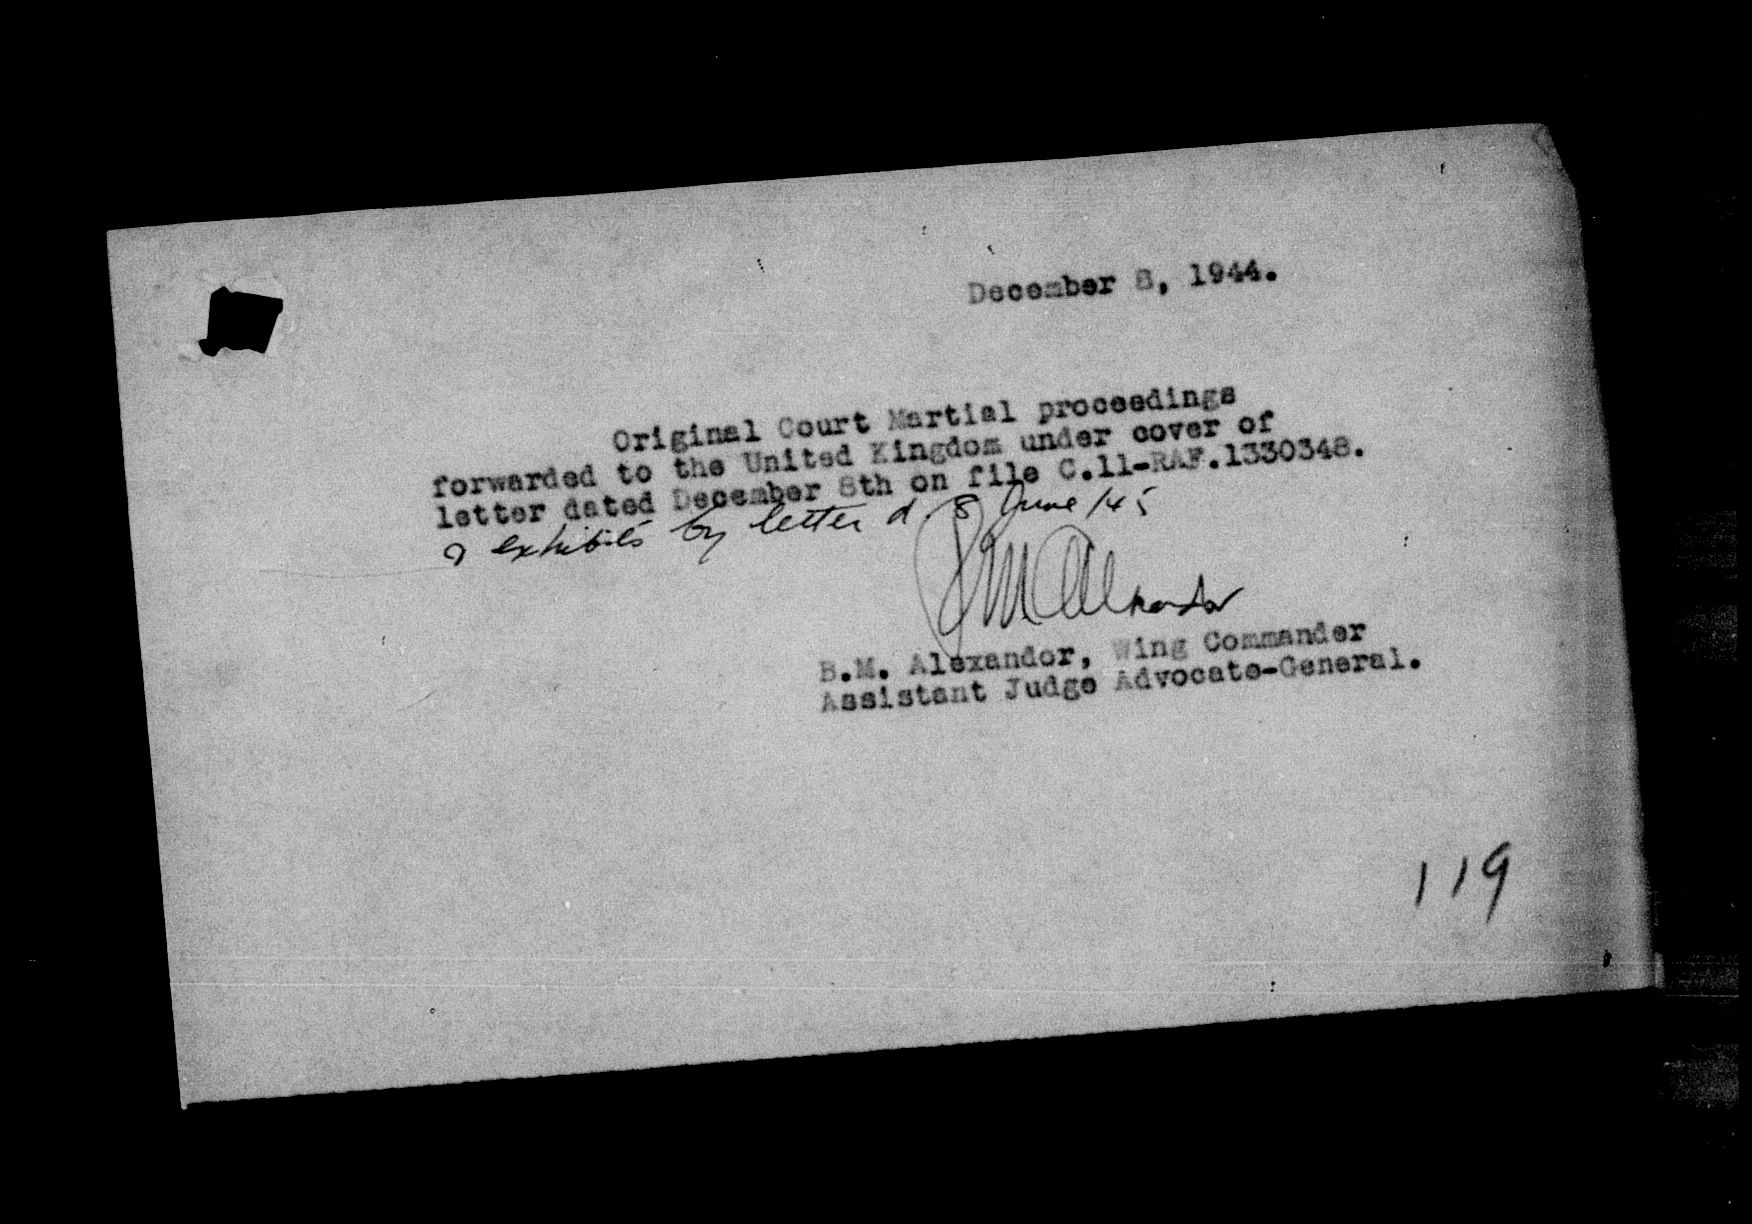 December 8, 1944.
Original Court Martial proceedings
forwarded to the United Kingdom under cover of
letter dated December 8th on file C.11-RAF.1330348.
& exhibits by letter d. 8 June/45
BMAlexandor
B.M. Alexandor, Wing Commander
Assistant Judge Advocate-General.
119